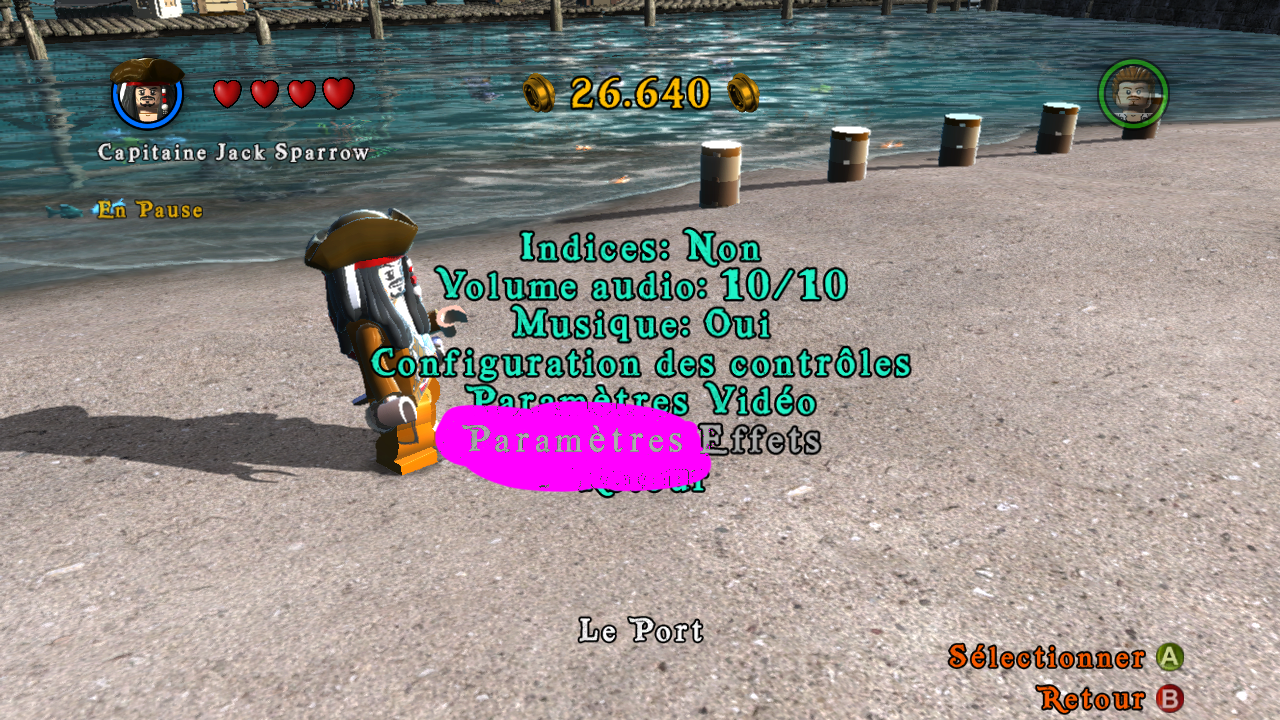 26.640
Capitaine Jack Sparrow
En Pause
Indices: Non
Volume audio: 10/10
Musique: Oui
Configuration des contrôles
Paramètres Vidéo
Paramètres Effets
Retour
Le Port
Sélectionner A
Retour B